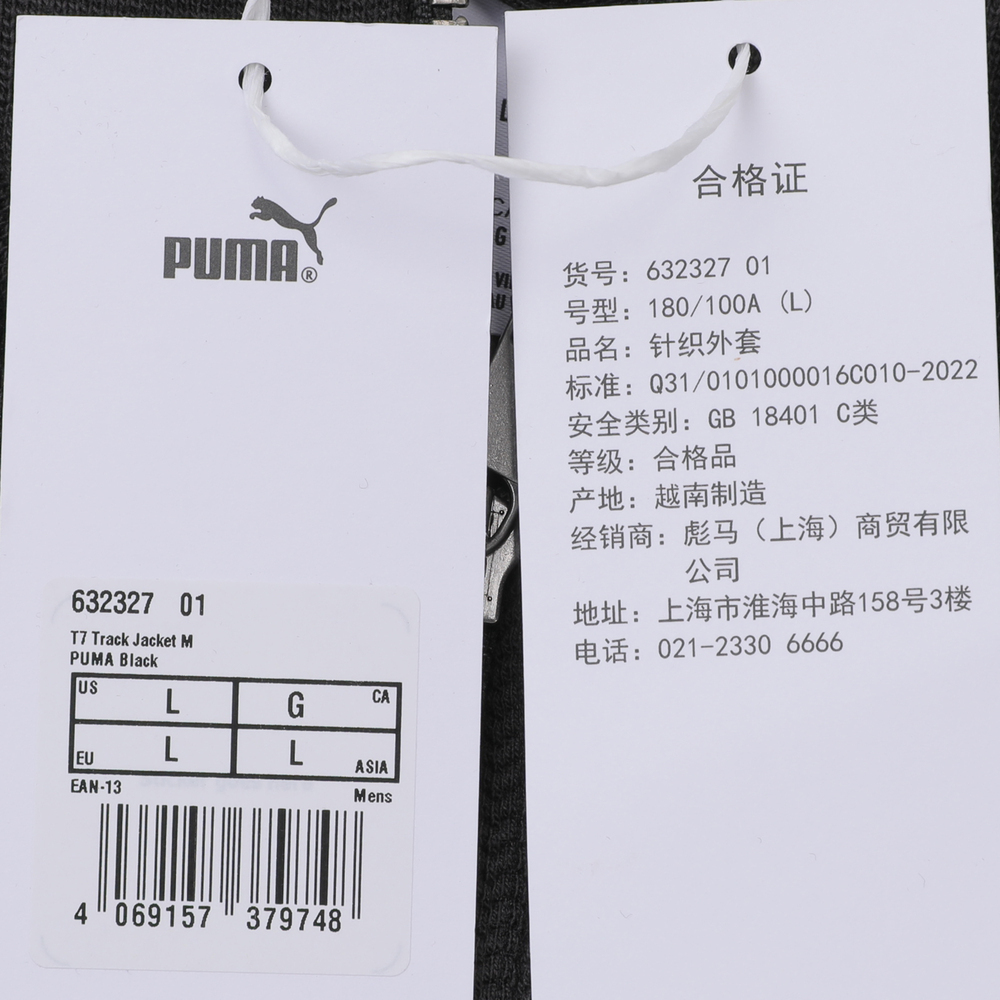 PUMA®
632327 01
T7 Track Jacket M
PUMA Black
US L G CA
EU L L ASIA
EAN-13 Mens
4 069157 379748
合格证
货号：632327 01
号型：180/100A (L)
品名：针织外套
标准：Q31/0101000016C010-2022
安全类别：GB 18401 C类
等级：合格品
产地：越南制造
经销商：彪马（上海）商贸有限
公司
地址：上海市淮海中路158号3楼
电话：021-2330 6666